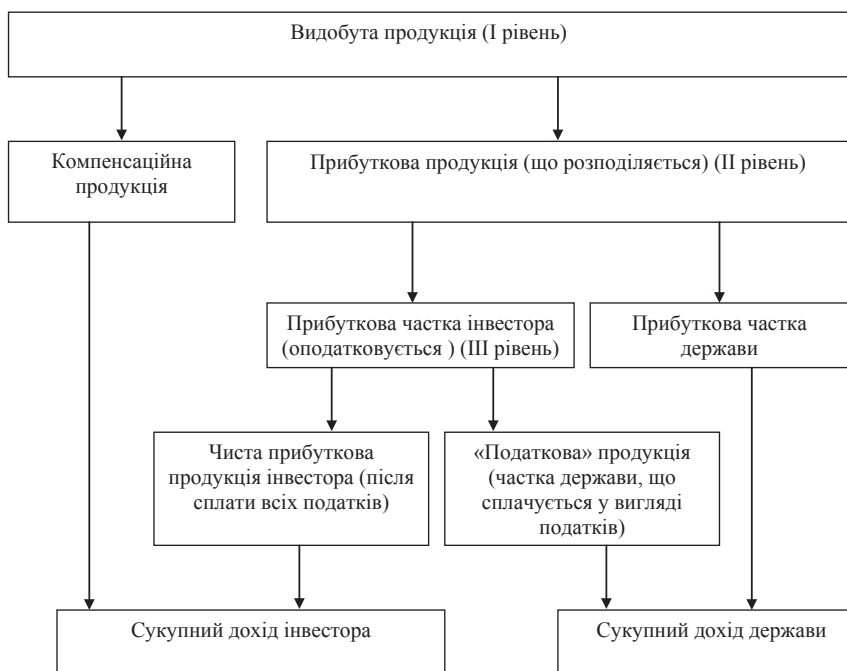 Видобута продукція (І рівень)
Компенсаційна
продукція
Прибуткова продукція (що розподіляється) (ІІ рівень)
Прибуткова частка інвестора
(оподатковується ) (ІІІ рівень)
Прибуткова частка
держави
Чиста прибуткова
продукція інвестора (після
сплати всіх податків)
«Податкова» продукція
(частка держави, що
сплачується у вигляді
податків)
Сукупний дохід інвестора
Сукупний дохід держави